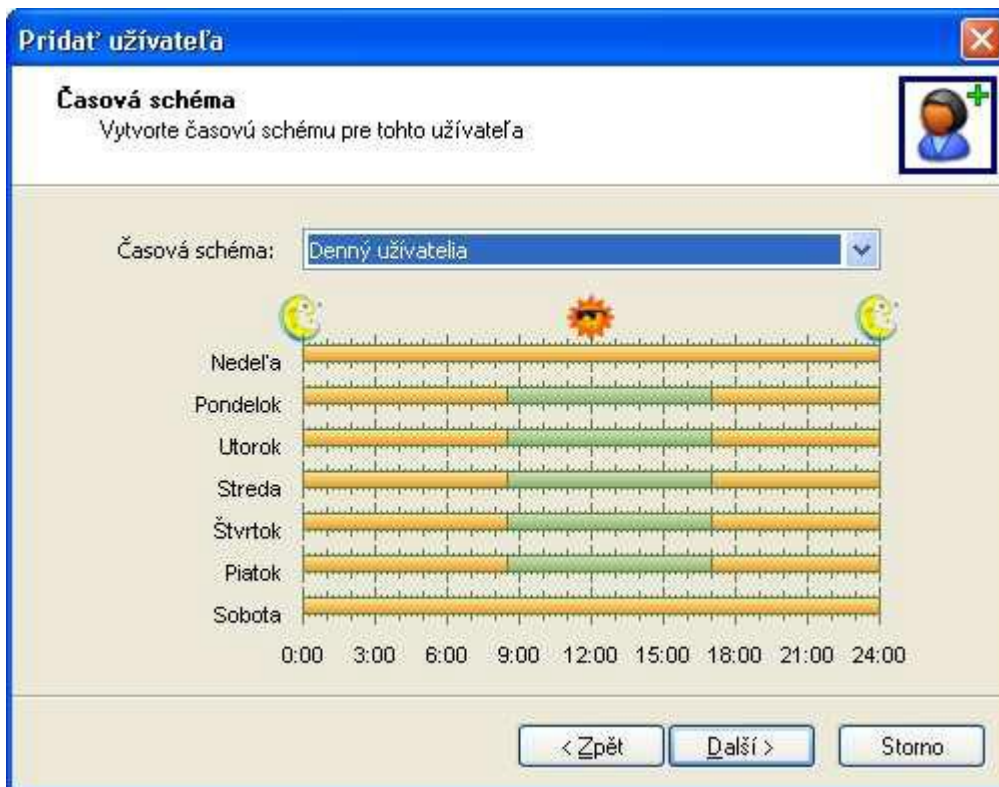 Pridať užívateľa
Časová schéma
Vytvorte časovú schému pre tohto užívateľa
Časová schéma: Denný užívatelia
Nedeľa
Pondelok
Utorok
Streda
Štvrtok
Piatok
Sobota
0:00 3:00 6:00 9:00 12:00 15:00 18:00 21:00 24:00
< Zpět Další > Storno